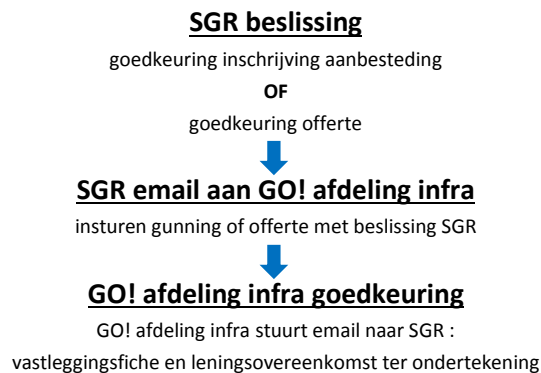 SGR beslissing
goedkeuring inschrijving aanbesteding
OF
goedkeuring offerte
SGR email aan GO! afdeling infra
insturen gunning of offerte met beslissing SGR
GO! afdeling infra goedkeuring
GO! afdeling infra stuurt email naar SGR :
vastleggingsfiche en leningsovereenkomst ter ondertekening